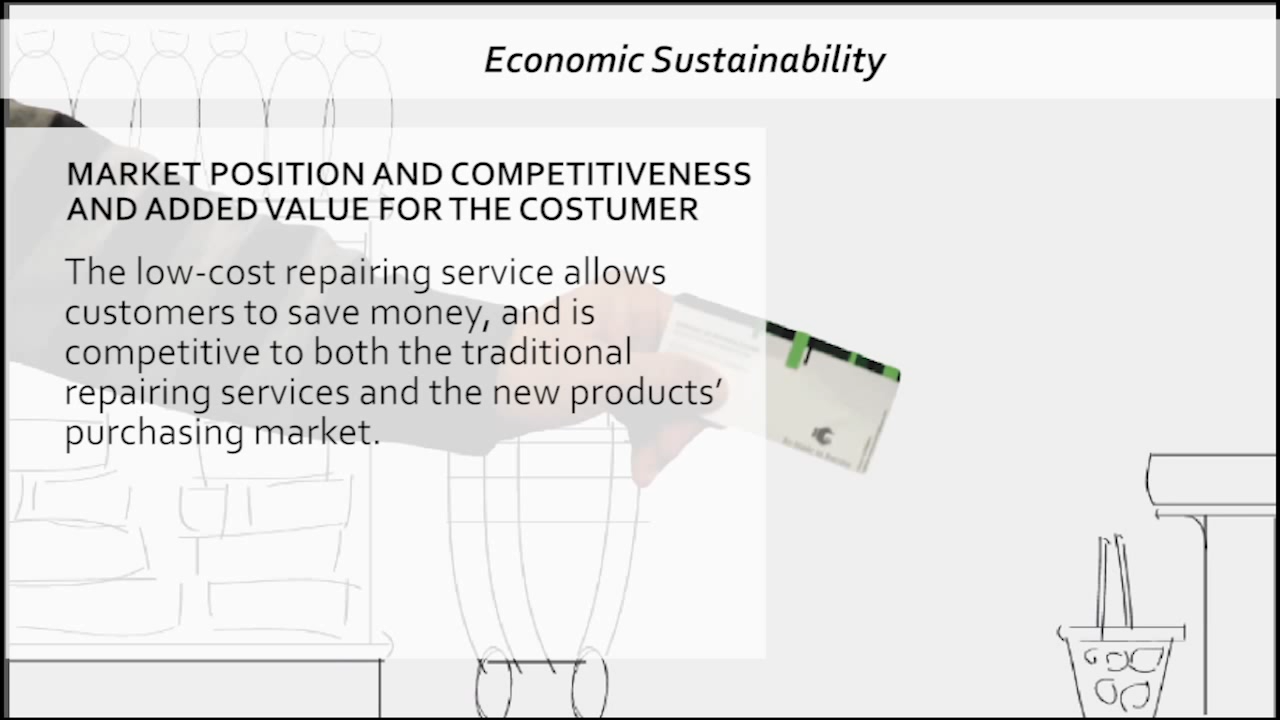 Economic Sustainability
MARKET POSITION AND COMPETITIVENESS
AND ADDED VALUE FOR THE COSTUMER
The low-cost repairing service allows
customers to save money, and is
competitive to both the traditional
repairing services and the new products’
purchasing market.